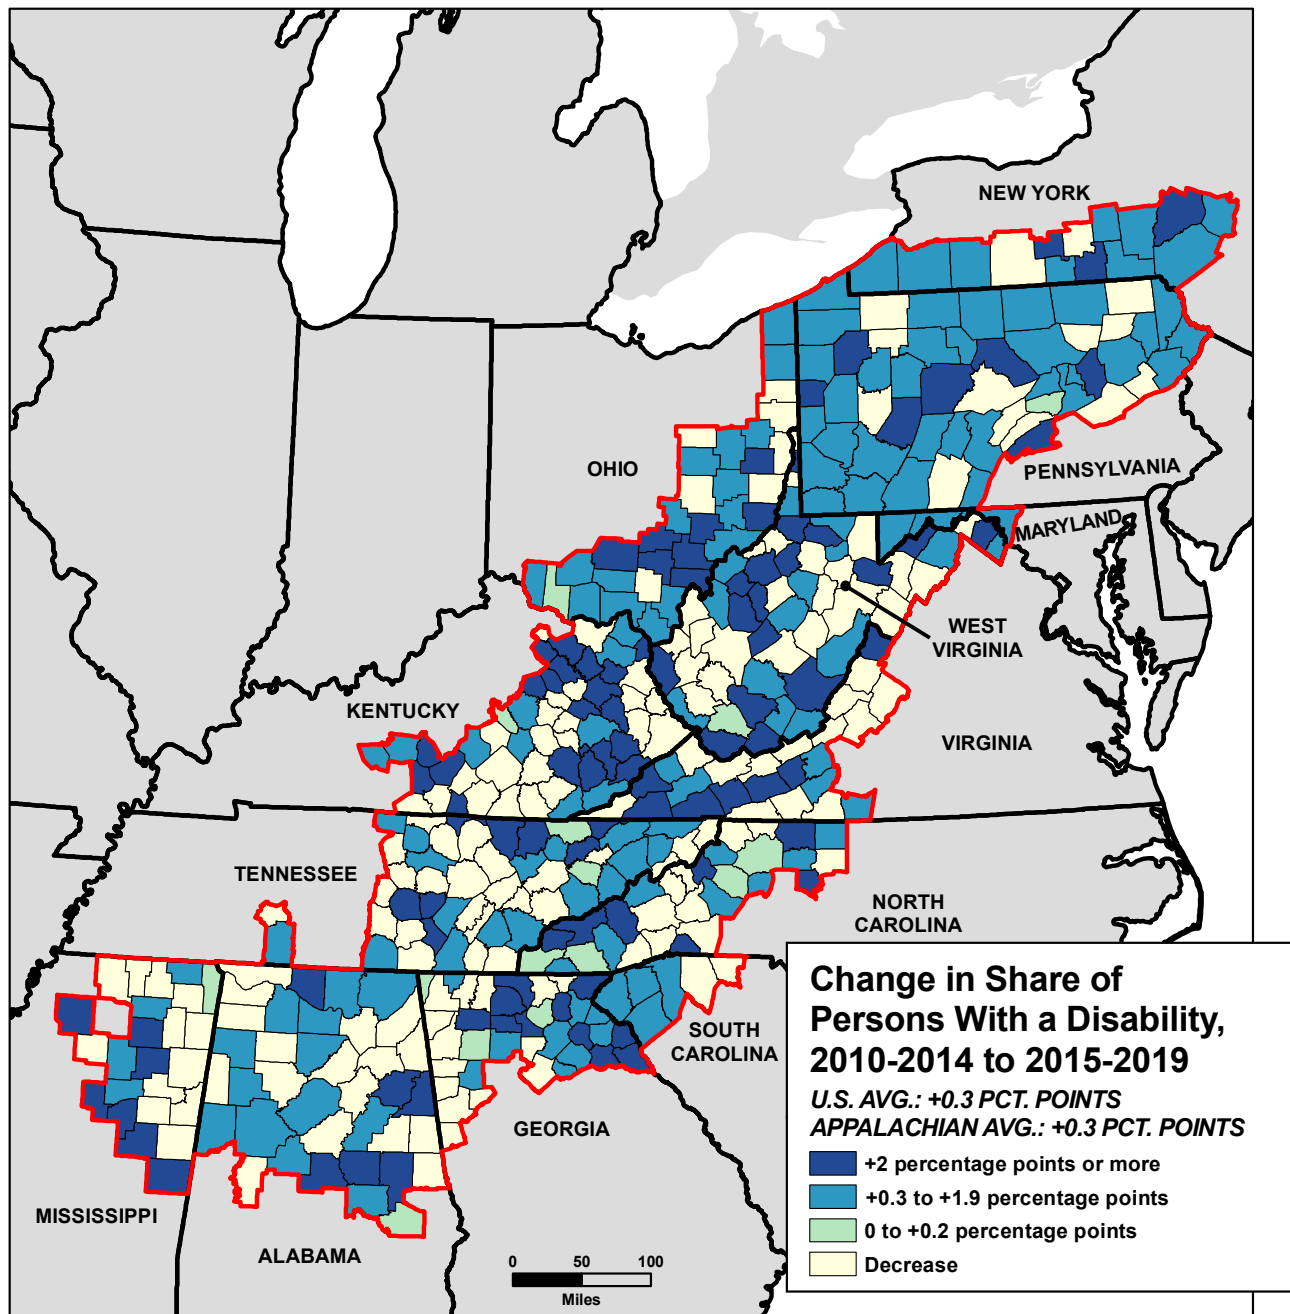 NEW YORK
OHIO
PENNSYLVANIA
MARYLAND
WEST
VIRGINIA
KENTUCKY
VIRGINIA
TENNESSEE
NORTH
CAROLINA
SOUTH
CAROLINA
GEORGIA
MISSISSIPPI
ALABAMA
0 50 100
Miles
Change in Share of
Persons With a Disability,
2010-2014 to 2015-2019
U.S. AVG.: +0.3 PCT. POINTS
APPALACHIAN AVG.: +0.3 PCT. POINTS
+2 percentage points or more
+0.3 to +1.9 percentage points
0 to +0.2 percentage points
Decrease